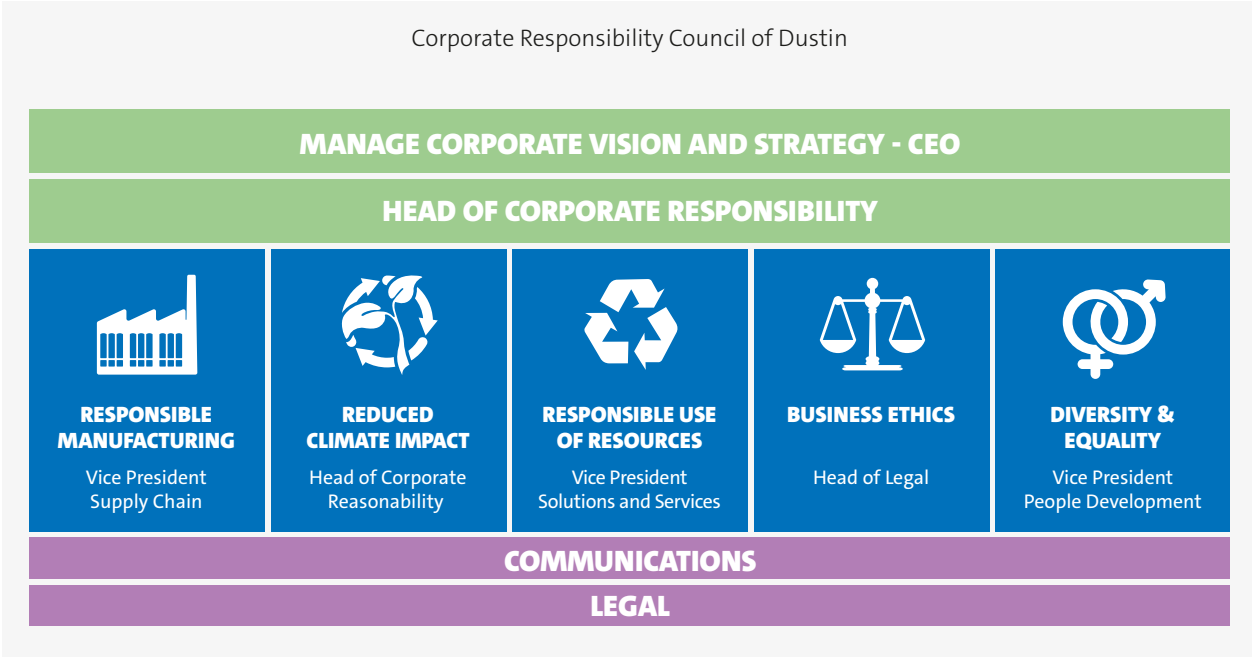 Corporate Responsibility Council of Dustin
MANAGE CORPORATE VISION AND STRATEGY - CEO
HEAD OF CORPORATE RESPONSIBILITY
RESPONSIBLE
MANUFACTURING
Vice President
Supply Chain
REDUCED
CLIMATE IMPACT
Head of Corporate
Reasonability
RESPONSIBLE USE
OF RESOURCES
Vice President
Solutions and Services
BUSINESS ETHICS
Head of Legal
DIVERSITY &
EQUALITY
Vice President
People Development
COMMUNICATIONS
LEGAL